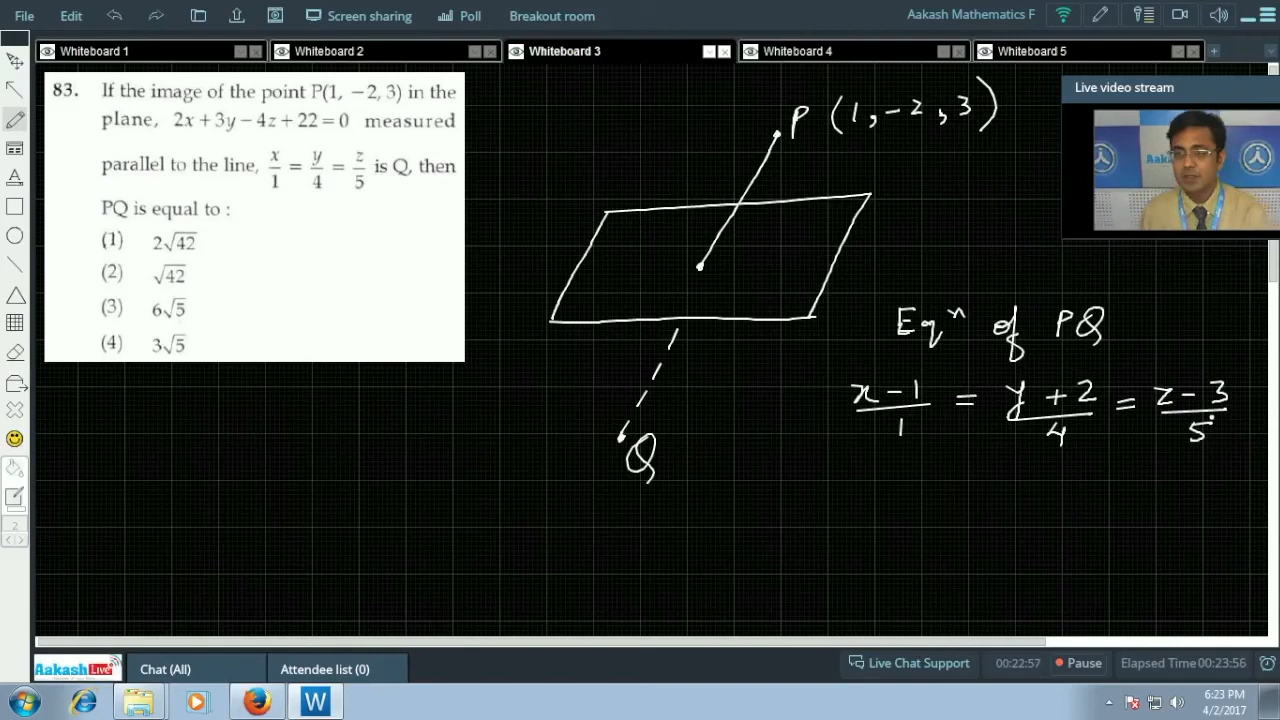 File Edit Screen sharing Poll Breakout room Aakash Mathematics F
Whiteboard 1 Whiteboard 2 Whiteboard 3 Whiteboard 4 Whiteboard 5
Live video stream
83. If the image of the point P(1, −2, 3) in the
plane, 2x + 3y − 4z + 22 = 0 measured
parallel to the line, x/1 = y/4 = z/5 is Q, then
PQ is equal to :
(1) 2√42
(2) √42
(3) 6√5
(4) 3√5
P (1, -2, 3)
Q
Eqⁿ of PQ
x-1/1 = y+2/4 = z-3/5
2
Aakash Live Chat (All) Attendee list (0) Live Chat Support 00:22:57 Pause Elapsed Time 00:23:56
6:23 PM
4/2/2017